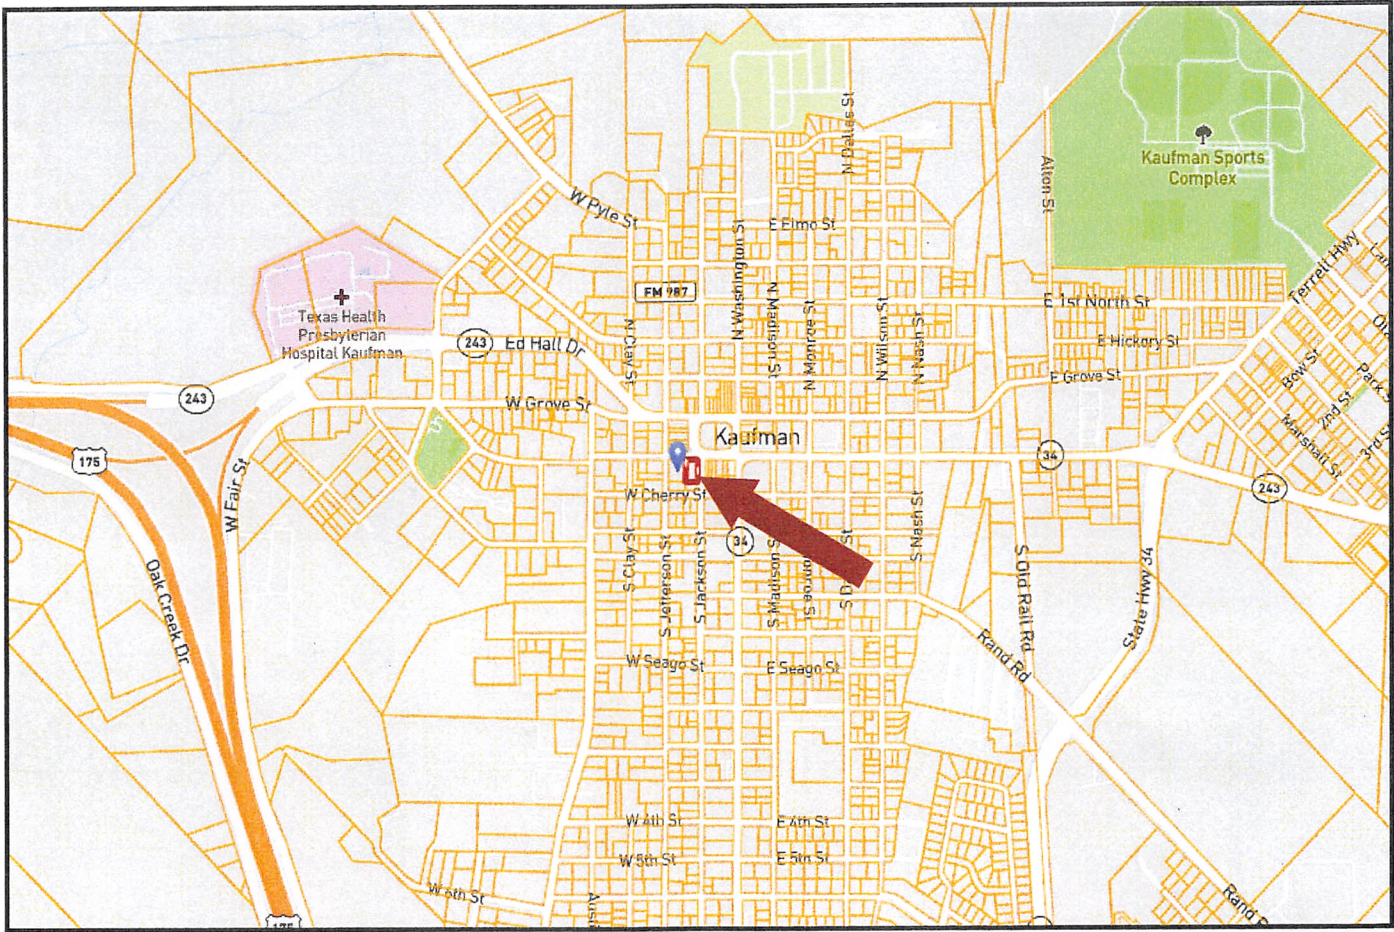 N Dallas St
Kaufman Sports
Complex
Alton St
W Pyle St
E Elmo St
N Washington St
Terrell Hwy
FM 987
E 1st North St
Texas Health
Presbyterian
Hospital Kaufman
N Clay St
N Madison St
N Monroe St
N Wilson St
N Nash St
243
Ed Hall Dr
E Hickory St
E Grove St
Bow St
Park S
243
W Grove St
2nd St
Marshall St
3rd St
Kaufman
175
34
243
W Fair St
W Cherry St
S Nash St
34
S Clay St
S Jefferson St
S Jackson St
S Madison S
S D
St
Oak Creek Dr
S Old Rail Rd
State Hwy 34
Rand Rd
W Seago St
E Seago St
W 4th St
E 4th St
W 5th St
E 5th St
W 6th St
Rand
175